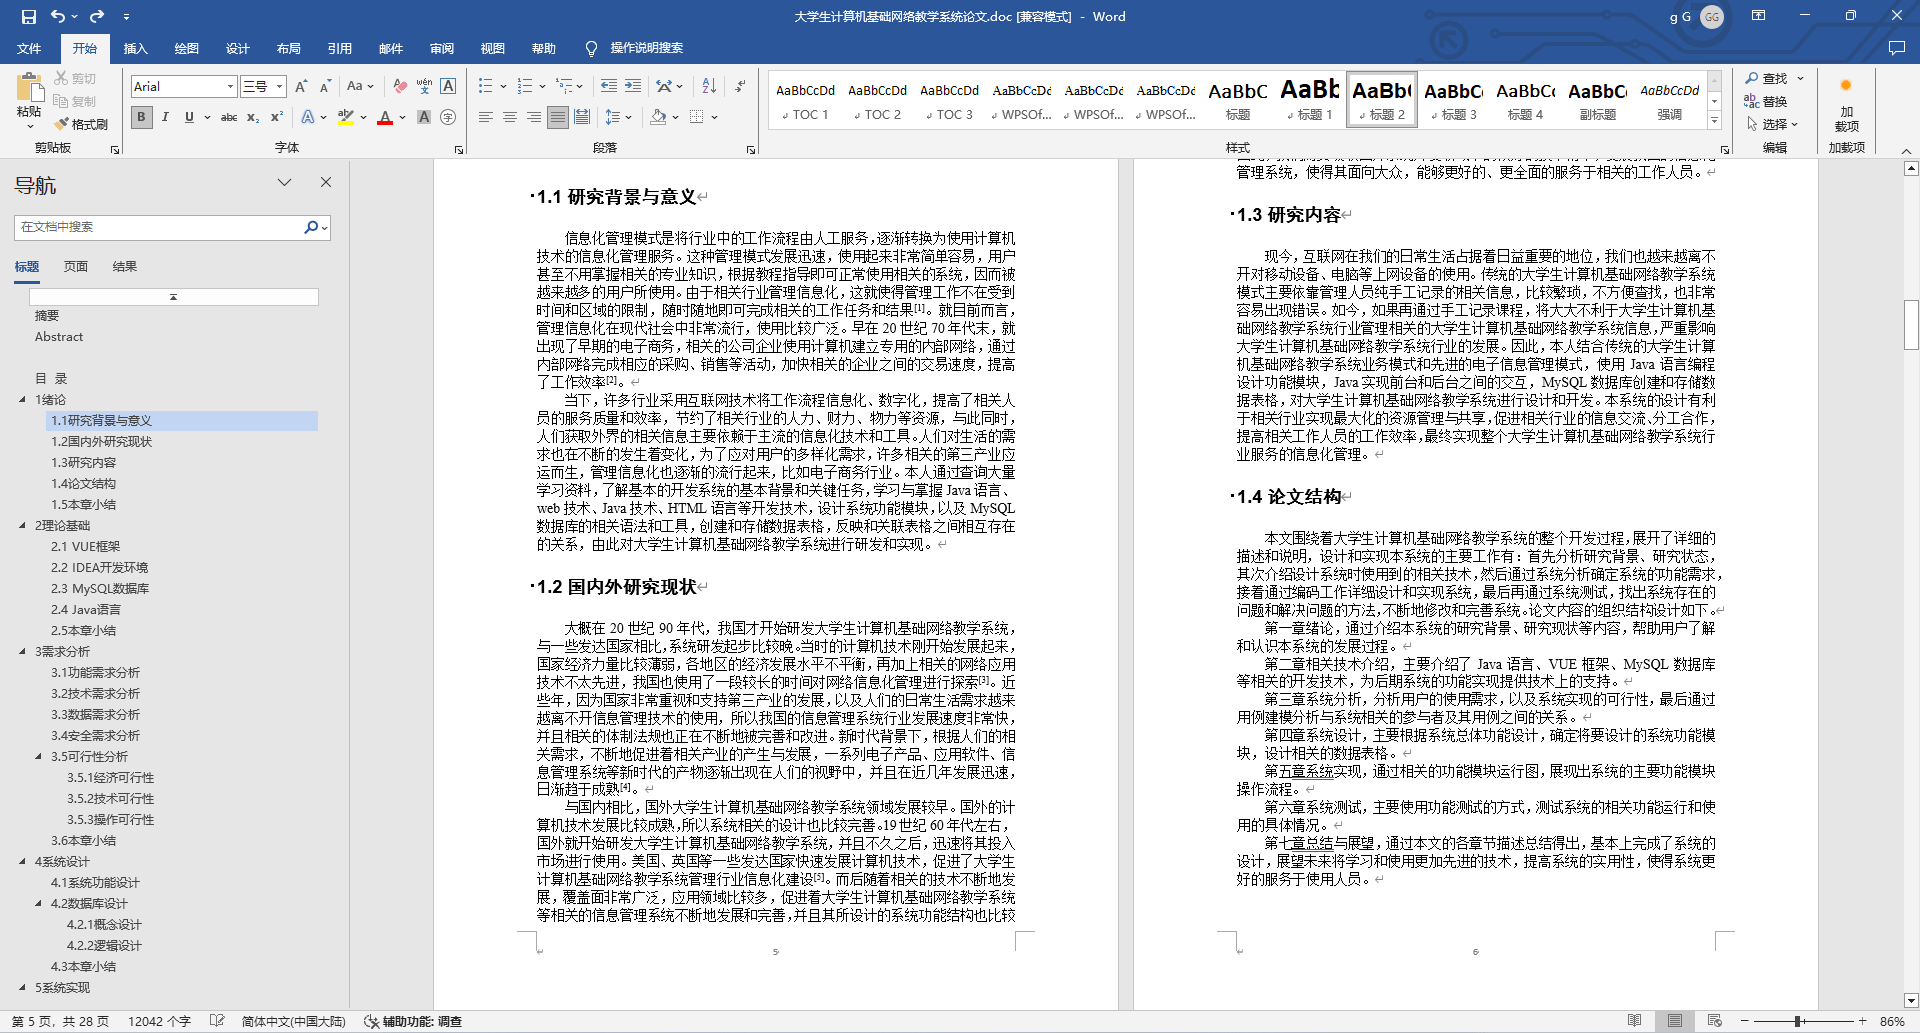 大学生计算机基础网络教学系统论文.doc [兼容模式] - Word
g G
GG
文件 开始 插入 绘图 设计 布局 引用 邮件 审阅 视图 帮助 操作说明搜索
粘贴
剪切
复制
格式刷
剪贴板
Arial 三号
字体
段落
AaBbCcDd TOC 1
AaBbCcDd TOC 2
AaBbCcDd TOC 3
AaBbCcDd WPSOf...
AaBbCcDd WPSOf...
AaBbCcDd WPSOf...
AaBbC 标题
AaBb 标题 1
AaBb( 标题 2
AaBbC 标题 3
AaBbC 标题 4
AaBbC 副标题
AaBbCcDd 强调
样式
查找
替换
选择
编辑
加
载项
加载项
导航
在文档中搜索
标题 页面 结果
摘要
Abstract
目 录
1绪论
1.1研究背景与意义
1.2国内外研究现状
1.3研究内容
1.4论文结构
1.5本章小结
2理论基础
2.1 VUE框架
2.2 IDEA开发环境
2.3 MySQL数据库
2.4 Java语言
2.5本章小结
3需求分析
3.1功能需求分析
3.2技术需求分析
3.3数据需求分析
3.4安全需求分析
3.5可行性分析
3.5.1经济可行性
3.5.2技术可行性
3.5.3操作可行性
3.6本章小结
4系统设计
4.1系统功能设计
4.2数据库设计
4.2.1概念设计
4.2.2逻辑设计
4.3本章小结
5系统实现
1.1 研究背景与意义
信息化管理模式是将行业中的工作流程由人工服务，逐渐转换为使用计算机
技术的信息化管理服务。这种管理模式发展迅速，使用起来非常简单容易，用户
甚至不用掌握相关的专业知识，根据教程指导即可正常使用相关的系统，因而被
越来越多的用户所使用。由于相关行业管理信息化，这就使得管理工作不在受到
时间和区域的限制，随时随地即可完成相关的工作任务和结果[1]。就目前而言，
管理信息化在现代社会中非常流行，使用比较广泛。早在 20 世纪 70 年代末，就
出现了早期的电子商务，相关的公司企业使用计算机建立专用的内部网络，通过
内部网络完成相应的采购、销售等活动，加快相关的企业之间的交易速度，提高
了工作效率[2]。
当下，许多行业采用互联网技术将工作流程信息化、数字化，提高了相关人
员的服务质量和效率，节约了相关行业的人力、财力、物力等资源，与此同时，
人们获取外界的相关信息主要依赖于主流的信息化技术和工具。人们对生活的需
求也在不断的发生着变化，为了应对用户的多样化需求，许多相关的第三产业应
运而生，管理信息化也逐渐的流行起来，比如电子商务行业。本人通过查询大量
学习资料，了解基本的开发系统的基本背景和关键任务，学习与掌握 Java 语言、
web 技术、Java 技术、HTML 语言等开发技术，设计系统功能模块，以及 MySQL
数据库的相关语法和工具，创建和存储数据表格，反映和关联表格之间相互存在
的关系，由此对大学生计算机基础网络教学系统进行研发和实现。
1.2 国内外研究现状
大概在 20 世纪 90 年代，我国才开始研发大学生计算机基础网络教学系统，
与一些发达国家相比，系统研发起步比较晚。当时的计算机技术刚开始发展起来，
国家经济力量比较薄弱，各地区的经济发展水平不平衡，再加上相关的网络应用
技术不太先进，我国也使用了一段较长的时间对网络信息化管理进行探索[3]。近
些年，因为国家非常重视和支持第三产业的发展，以及人们的日常生活需求越来
越离不开信息管理技术的使用，所以我国的信息管理系统行业发展速度非常快，
并且相关的体制法规也正在不断地被完善和改进。新时代背景下，根据人们的相
关需求，不断地促进着相关产业的产生与发展，一系列电子产品、应用软件、信
息管理系统等新时代的产物逐渐出现在人们的视野中，并且在近几年发展迅速，
日渐趋于成熟[4]。
与国内相比，国外大学生计算机基础网络教学系统领域发展较早。国外的计
算机技术发展比较成熟，所以系统相关的设计也比较完善。19 世纪 60 年代左右，
国外就开始研发大学生计算机基础网络教学系统，并且不久之后，迅速将其投入
市场进行使用。美国、英国等一些发达国家快速发展计算机技术，促进了大学生
计算机基础网络教学系统管理行业信息化建设[5]。而后随着相关的技术不断地发
展，覆盖面非常广泛，应用领域比较多，促进着大学生计算机基础网络教学系统
等相关的信息管理系统不断地发展和完善，并且其所设计的系统功能结构也比较
5
管理系统，使得其面向大众，能够更好的、更全面的服务于相关的工作人员。
1.3 研究内容
现今，互联网在我们的日常生活占据着日益重要的地位，我们也越来越离不
开对移动设备、电脑等上网设备的使用。传统的大学生计算机基础网络教学系统
模式主要依靠管理人员纯手工记录的相关信息，比较繁琐，不方便查找，也非常
容易出现错误。如今，如果再通过手工记录课程，将大大不利于大学生计算机基
础网络教学系统行业管理相关的大学生计算机基础网络教学系统信息，严重影响
大学生计算机基础网络教学系统行业的发展。因此，本人结合传统的大学生计算
机基础网络教学系统业务模式和先进的电子信息管理模式，使用 Java 语言编程
设计功能模块，Java 实现前台和后台之间的交互，MySQL 数据库创建和存储数
据表格，对大学生计算机基础网络教学系统进行设计和开发。本系统的设计有利
于相关行业实现最大化的资源管理与共享，促进相关行业的信息交流、分工合作，
提高相关工作人员的工作效率，最终实现整个大学生计算机基础网络教学系统行
业服务的信息化管理。
1.4 论文结构
本文围绕着大学生计算机基础网络教学系统的整个开发过程，展开了详细的
描述和说明，设计和实现本系统的主要工作有：首先分析研究背景、研究状态，
其次介绍设计系统时使用到的相关技术，然后通过系统分析确定系统的功能需求，
接着通过编码工作详细设计和实现系统，最后再通过系统测试，找出系统存在的
问题和解决问题的方法，不断地修改和完善系统。论文内容的组织结构设计如下。
第一章绪论，通过介绍本系统的研究背景、研究现状等内容，帮助用户了解
和认识本系统的发展过程。
第二章相关技术介绍，主要介绍了 Java 语言、VUE 框架、MySQL 数据库
等相关的开发技术，为后期系统的功能实现提供技术上的支持。
第三章系统分析，分析用户的使用需求，以及系统实现的可行性，最后通过
用例建模分析与系统相关的参与者及其用例之间的关系。
第四章系统设计，主要根据系统总体功能设计，确定将要设计的系统功能模
块，设计相关的数据表格。
第五章系统实现，通过相关的功能模块运行图，展现出系统的主要功能模块
操作流程。
第六章系统测试，主要使用功能测试的方式，测试系统的相关功能运行和使
用的具体情况。
第七章总结与展望，通过本文的各章节描述总结得出，基本上完成了系统的
设计，展望未来将学习和使用更加先进的技术，提高系统的实用性，使得系统更
好的服务于使用人员。
6
第 5 页，共 28 页 12042 个字 简体中文(中国大陆) 辅助功能: 调查
86%